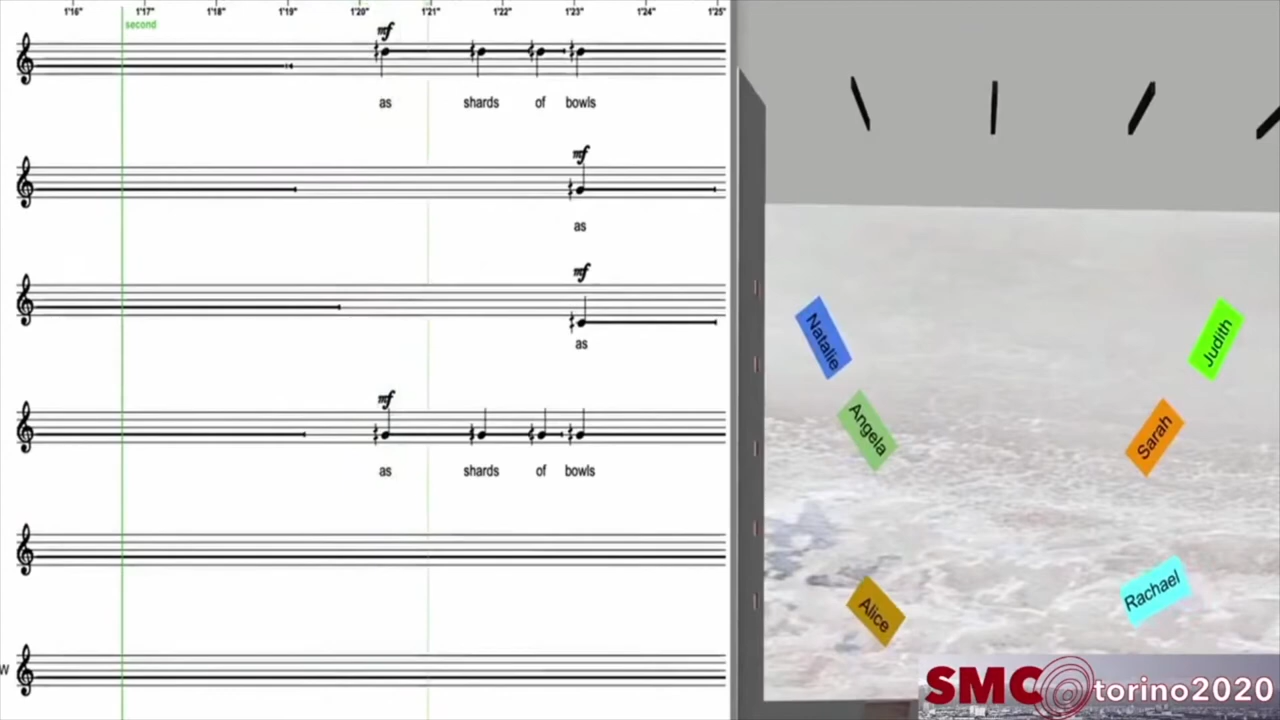 1'16" 1'17" 1'18" 1'19" 1'20" 1'21" 1'22" 1'23" 1'24" 1'25"
second
mf
as shards of bowls
mf
as
mf
as
mf
as shards of bowls
w
Natalie
Judith
Angela
Sarah
Alice
Rachael
SMC@torino2020